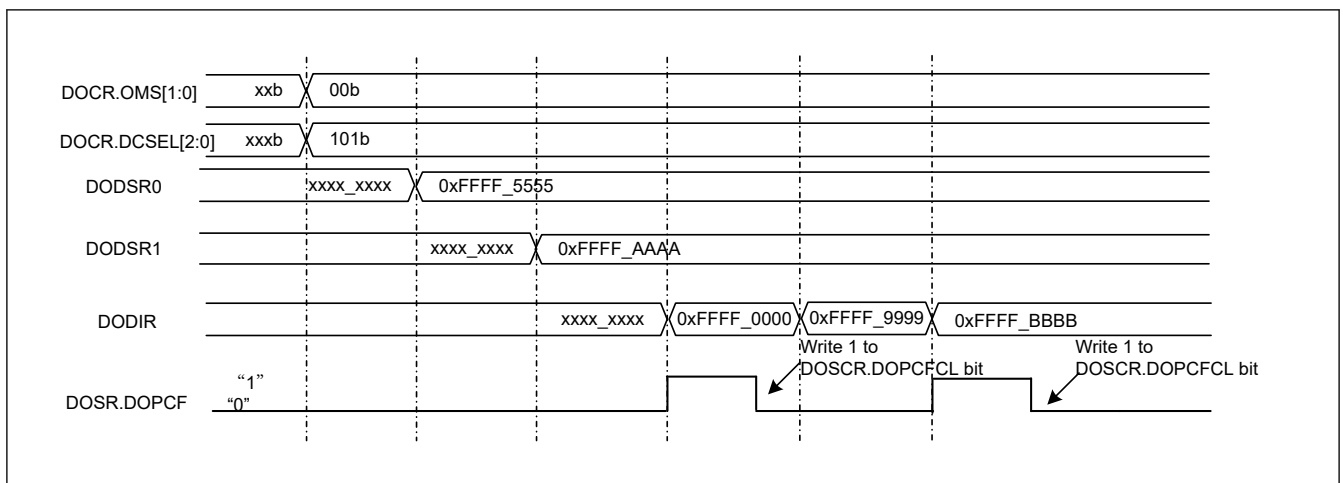 DOCR.OMS[1:0] xxb 00b
DOCR.DCSEL[2:0] xxxb 101b
DODSR0 xxxx_xxxx 0xFFFF_5555
DODSR1 xxxx_xxxx 0xFFFF_AAAA
DODIR xxxx_xxxx 0xFFFF_0000 0xFFFF_9999 0xFFFF_BBBB
Write 1 to
DOSCR.DOPCFCL bit
Write 1 to
DOSCR.DOPCFCL bit
“1”
DOSR.DOPCF “0”